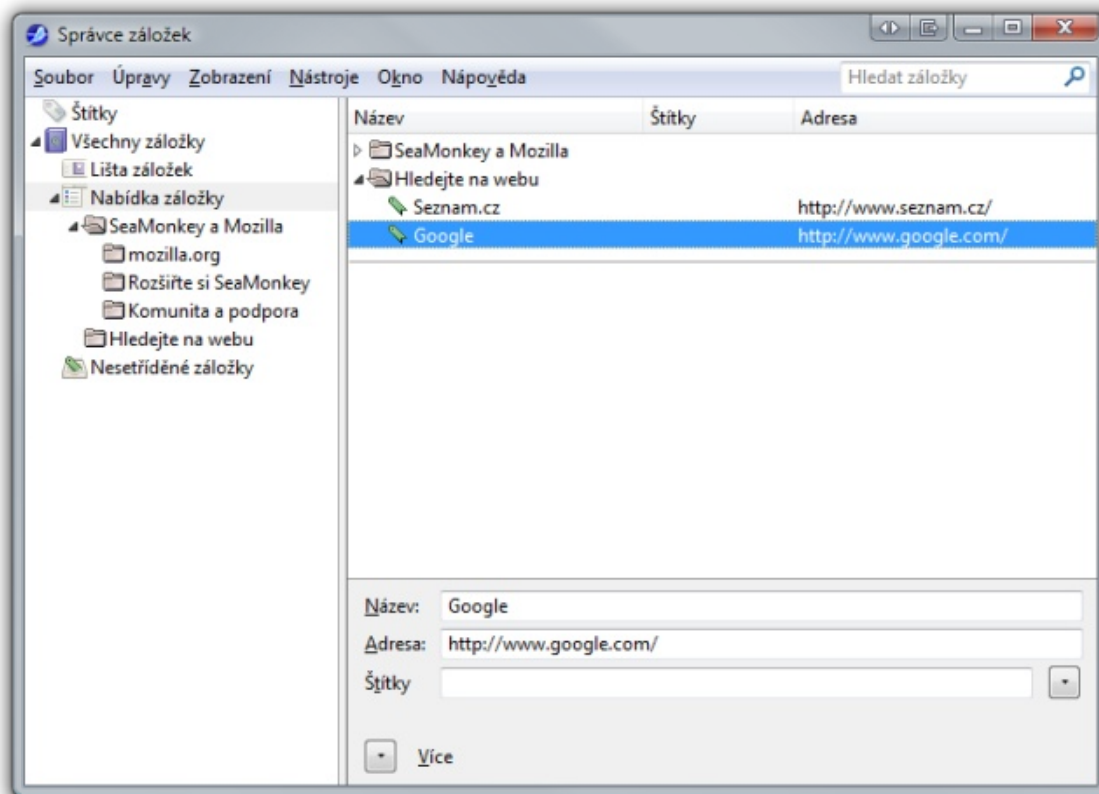 Správce záložek
Soubor Úpravy Zobrazení Nástroje Okno Nápověda Hledat záložky
Štítky
Všechny záložky
Lišta záložek
Nabídka záložky
SeaMonkey a Mozilla
mozilla.org
Rozšiřte si SeaMonkey
Komunita a podpora
Hledejte na webu
Nesetříděné záložky
Název Štítky Adresa
SeaMonkey a Mozilla
Hledejte na webu
Seznam.cz http://www.seznam.cz/
Google http://www.google.com/
Název: Google
Adresa: http://www.google.com/
Štítky
Více